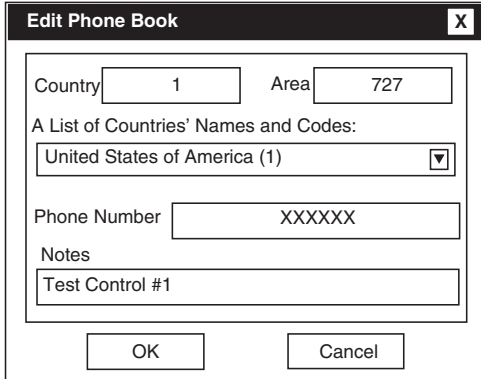 Edit Phone Book X
Country 1 Area 727
A List of Countries' Names and Codes:
United States of America (1)
Phone Number XXXXXX
Notes
Test Control #1
OK Cancel